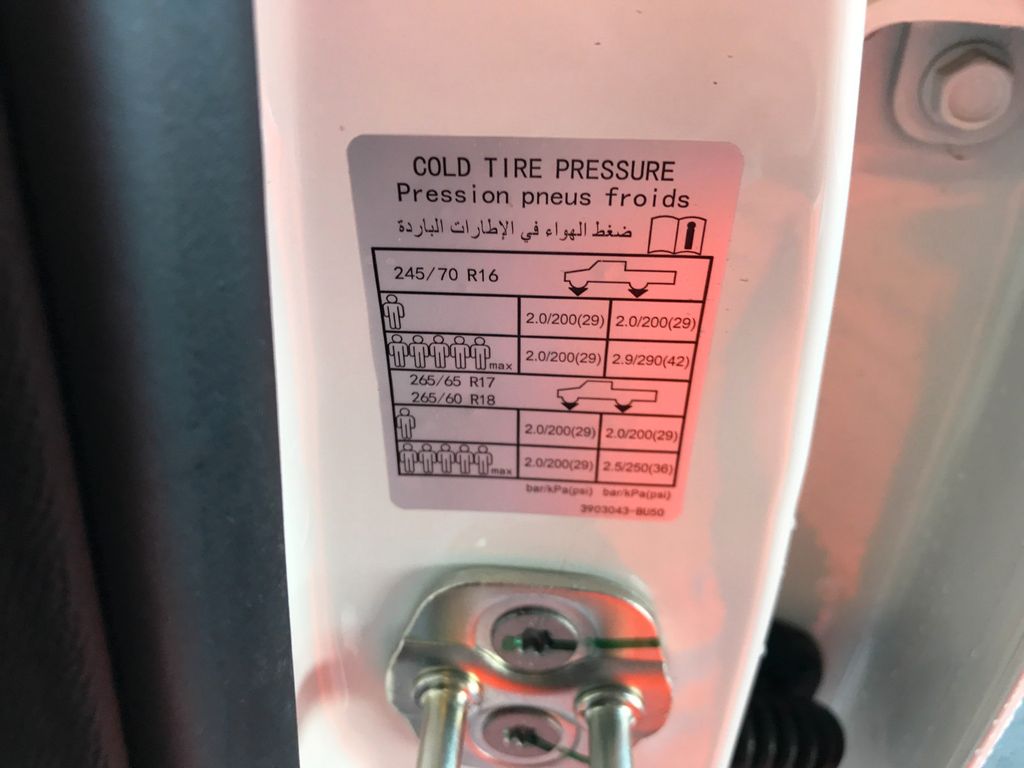 COLD TIRE PRESSURE
Pression pneus froids
ضغط الهواء في الإطارات الباردة
245/70 R16
2.0/200(29) 2.0/200(29)
max 2.0/200(29) 2.9/290(42)
265/65 R17
265/60 R18
2.0/200(29) 2.0/200(29)
max 2.0/200(29) 2.5/250(36)
bar/kPa(psi) bar/kPa(psi)
3903043-BU50